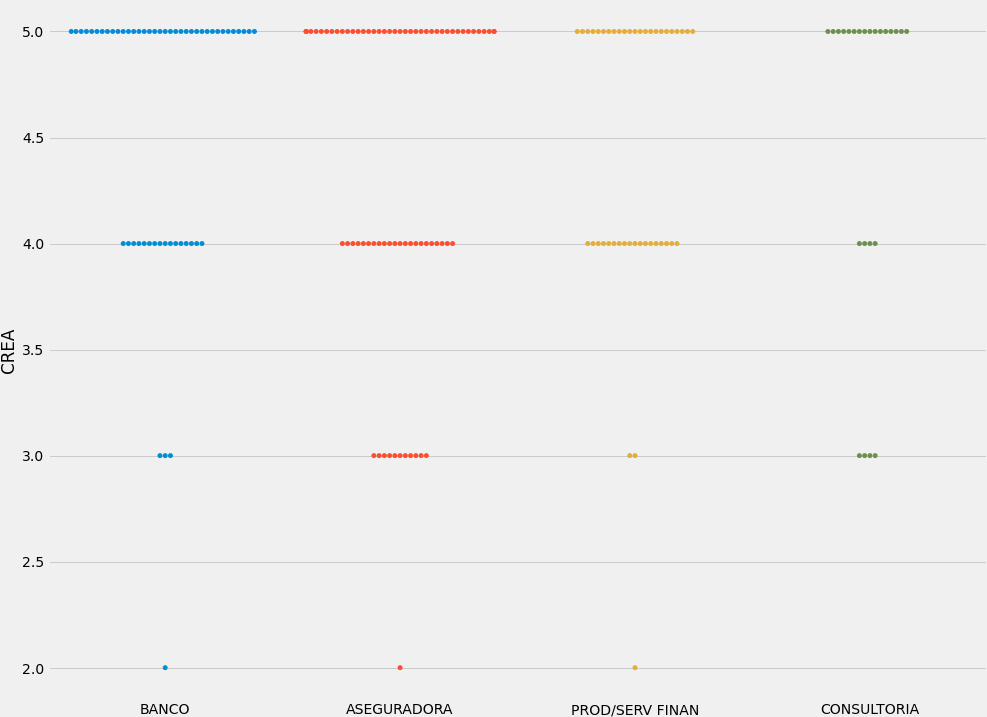 5.0
4.5
4.0
3.5
3.0
2.5
2.0
CREA
BANCO
ASEGURADORA
PROD/SERV FINAN
CONSULTORIA